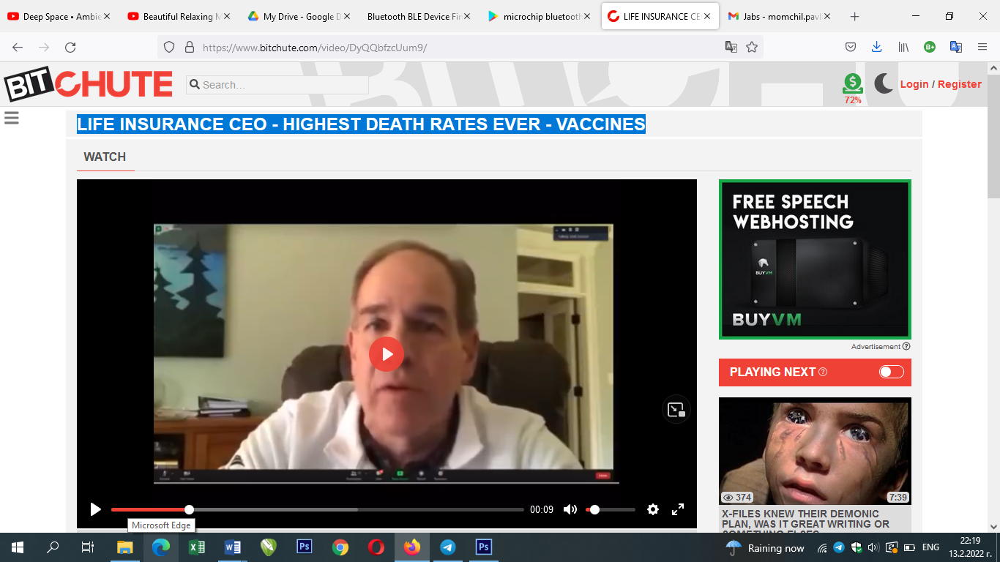 Deep Space • Ambie
Beautiful Relaxing M
My Drive - Google D
Bluetooth BLE Device Fin
microchip bluetooth
LIFE INSURANCE CE
Jabs - momchil.pavl
https://www.bitchute.com/video/DyQQbfzcUum9/
BITCHUTE
Search...
72%
Login / Register
LIFE INSURANCE CEO - HIGHEST DEATH RATES EVER - VACCINES
WATCH
FREE SPEECH
WEBHOSTING
BUYVM
BUYVM
Advertisement
PLAYING NEXT
00:09
374
7:39
X-FILES KNEW THEIR DEMONIC
PLAN, WAS IT GREAT WRITING OR
Microsoft Edge
Raining now
ENG
22:19
13.2.2022 г.